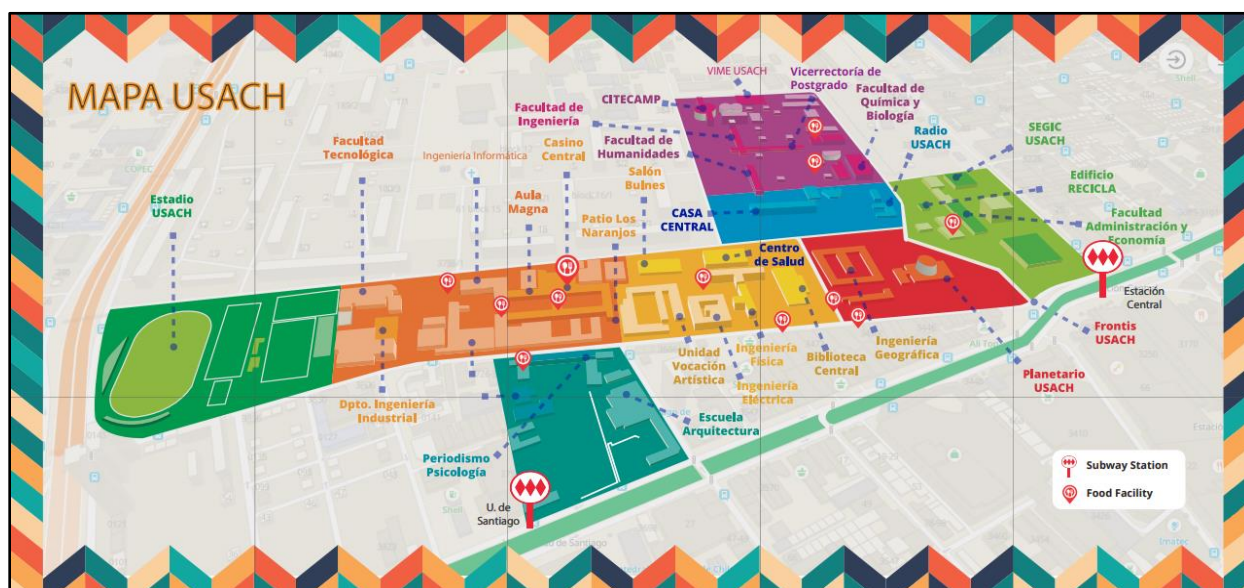 MAPA USACH
VIME USACH
Vicerrectoría de
Postgrado
CITECAMP
Facultad de
Química y
Biología
Facultad de
Ingeniería
Radio
USACH
SEGIC
USACH
Facultad
Tecnológica
Ingeniería Informática
Casino
Central
Facultad de
Humanidades
Salón
Bulnes
Edificio
RECICLA
Estadio
USACH
Aula
Magna
Patio Los
Naranjos
CASA
CENTRAL
Facultad
Administración y
Economía
Centro
de Salud
Estación
Central
Frontis
USACH
Unidad
Vocación
Artística
Ingeniería
Física
Ingeniería
Eléctrica
Biblioteca
Central
Ingeniería
Geográfica
Planetario
USACH
Dpto. Ingeniería
Industrial
Escuela
Arquitectura
Periodismo
Psicología
U. de
Santiago
Subway Station
Food Facility
COPEC
Shell
Shell
Imatec